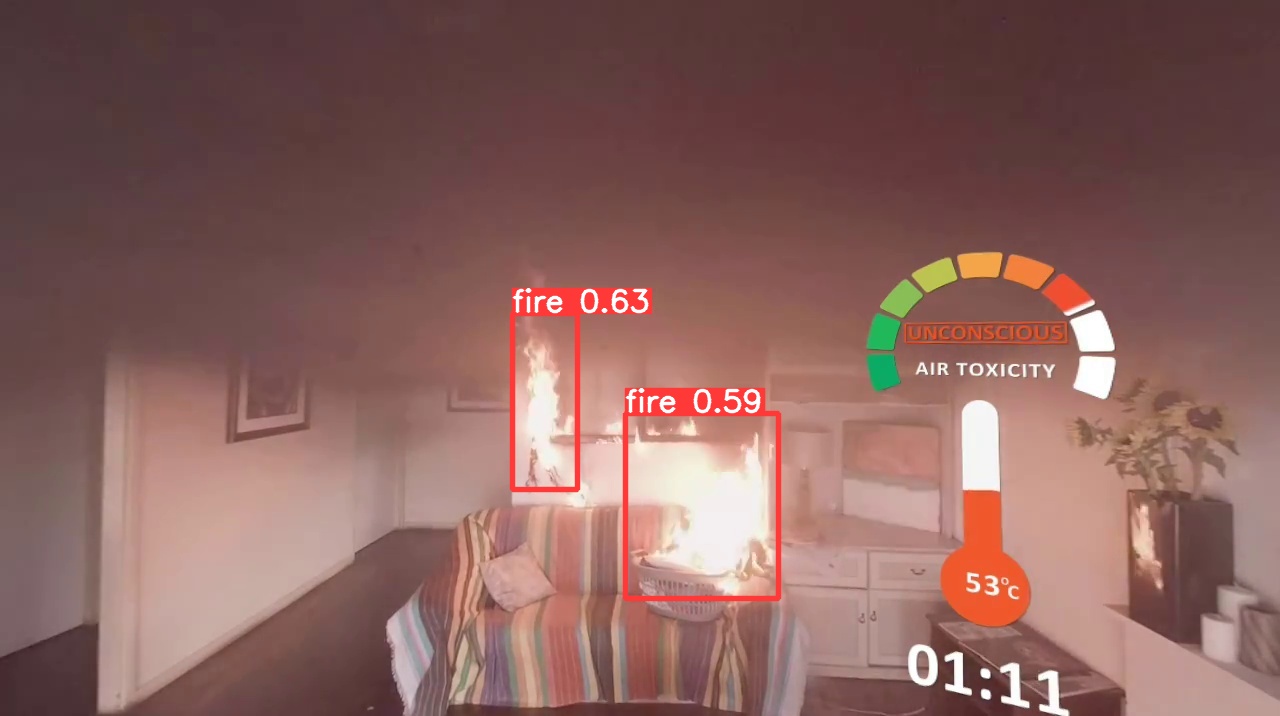 fire 0.63
fire 0.59
UNCONSCIOUS
AIR TOXICITY
53°C
01:11